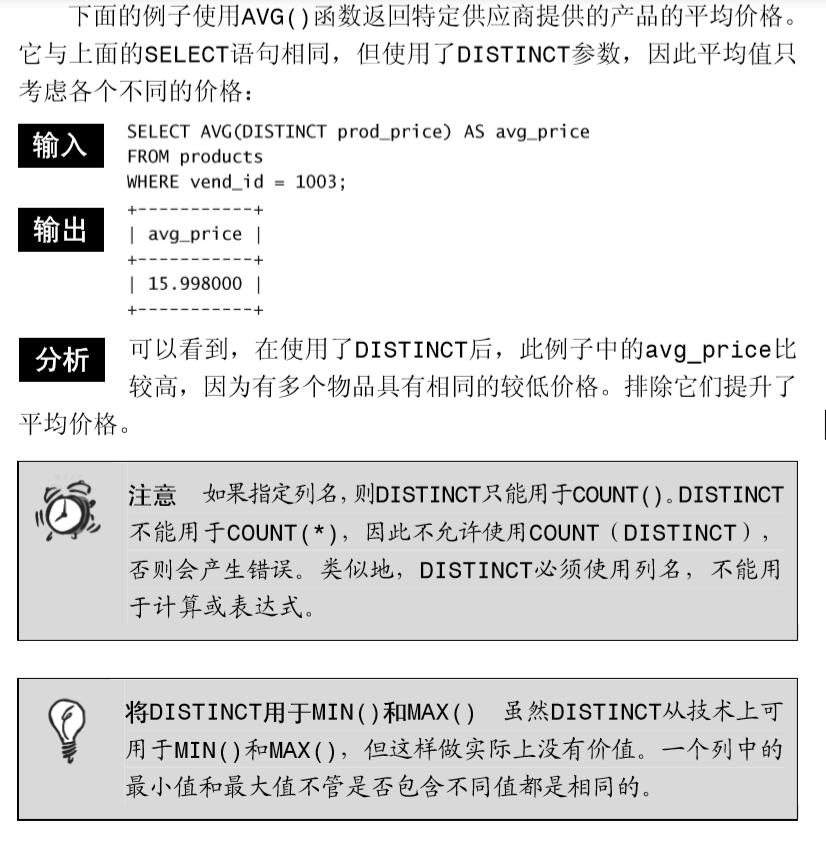 下面的例子使用AVG()函数返回特定供应商提供的产品的平均价格。
它与上面的SELECT语句相同，但使用了DISTINCT参数，因此平均值只
考虑各个不同的价格：
输入
SELECT AVG(DISTINCT prod_price) AS avg_price
FROM products
WHERE vend_id = 1003;
输出
+-----------+
| avg_price |
+-----------+
| 15.998000 |
+-----------+
分析
可以看到，在使用了DISTINCT后，此例子中的avg_price比
较高，因为有多个物品具有相同的较低价格。排除它们提升了
平均价格。
注意 如果指定列名，则DISTINCT只能用于COUNT()。DISTINCT
不能用于COUNT(*)，因此不允许使用COUNT（DISTINCT），
否则会产生错误。类似地，DISTINCT必须使用列名，不能用
于计算或表达式。
将DISTINCT用于MIN()和MAX() 虽然DISTINCT从技术上可
用于MIN()和MAX()，但这样做实际上没有价值。一个列中的
最小值和最大值不管是否包含不同值都是相同的。